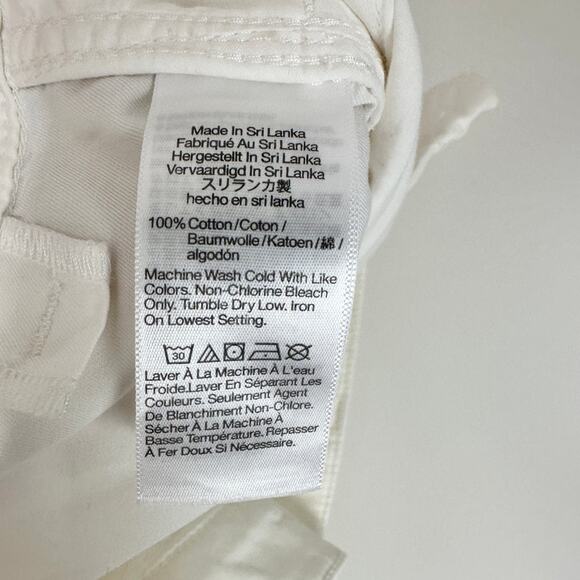 Made In Sri Lanka
Fabriqué Au Sri Lanka
Hergestellt In Sri Lanka
Vervaardigd In Sri Lanka
スリランカ製
hecho en sri lanka
100% Cotton/Coton/
Baumwolle/Katoen/綿/
algodón
Machine Wash Cold With Like
Colors. Non-Chlorine Bleach
Only. Tumble Dry Low. Iron
On Lowest Setting.
30
Laver À La Machine À L'eau
Froide.Laver En Séparant Les
Couleurs. Seulement Agent
De Blanchiment Non-Chlore.
Sécher À La Machine À
Basse Température. Repasser
À Fer Doux Si Nécessaire.